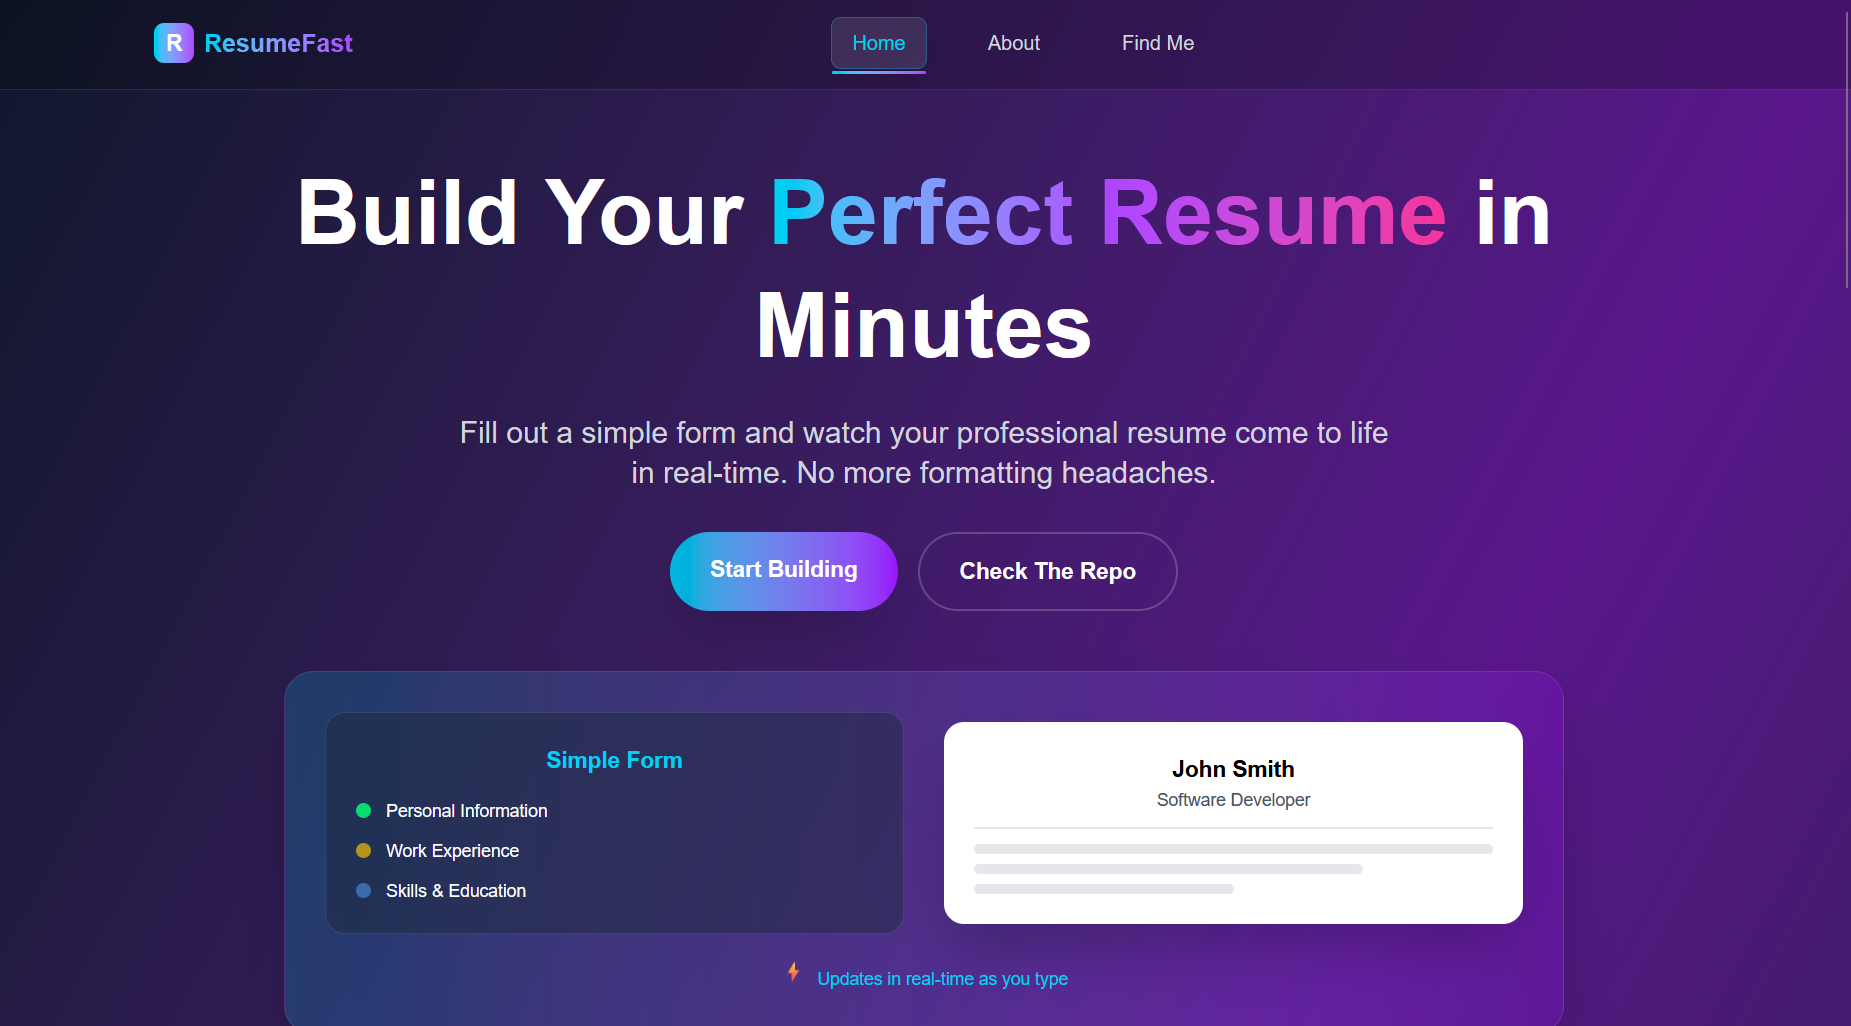 R ResumeFast
Home About Find Me
Build Your Perfect Resume in
Minutes
Fill out a simple form and watch your professional resume come to life
in real-time. No more formatting headaches.
Start Building Check The Repo
Simple Form
Personal Information
Work Experience
Skills & Education
John Smith
Software Developer
Updates in real-time as you type